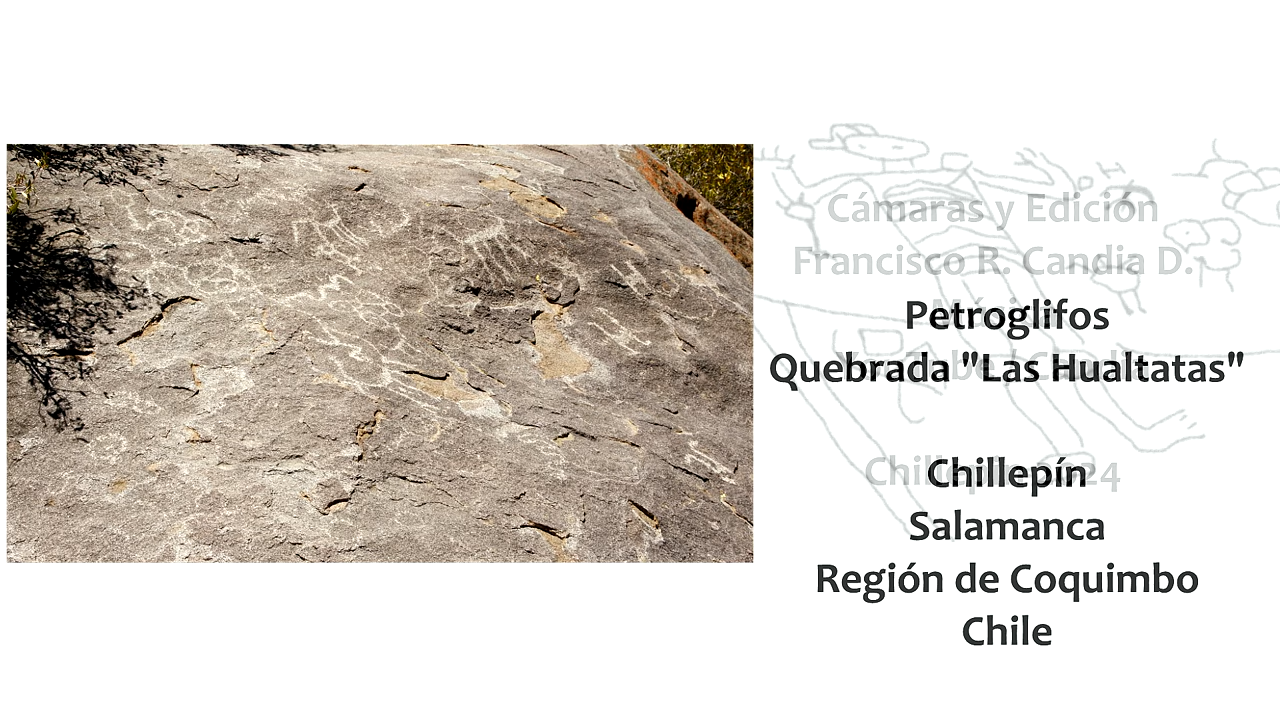 Cámaras y Edición
Francisco R. Candia D.
Petroglifos
Quebrada "Las Hualtatas"
Chillepín
Salamanca
Región de Coquimbo
Chile